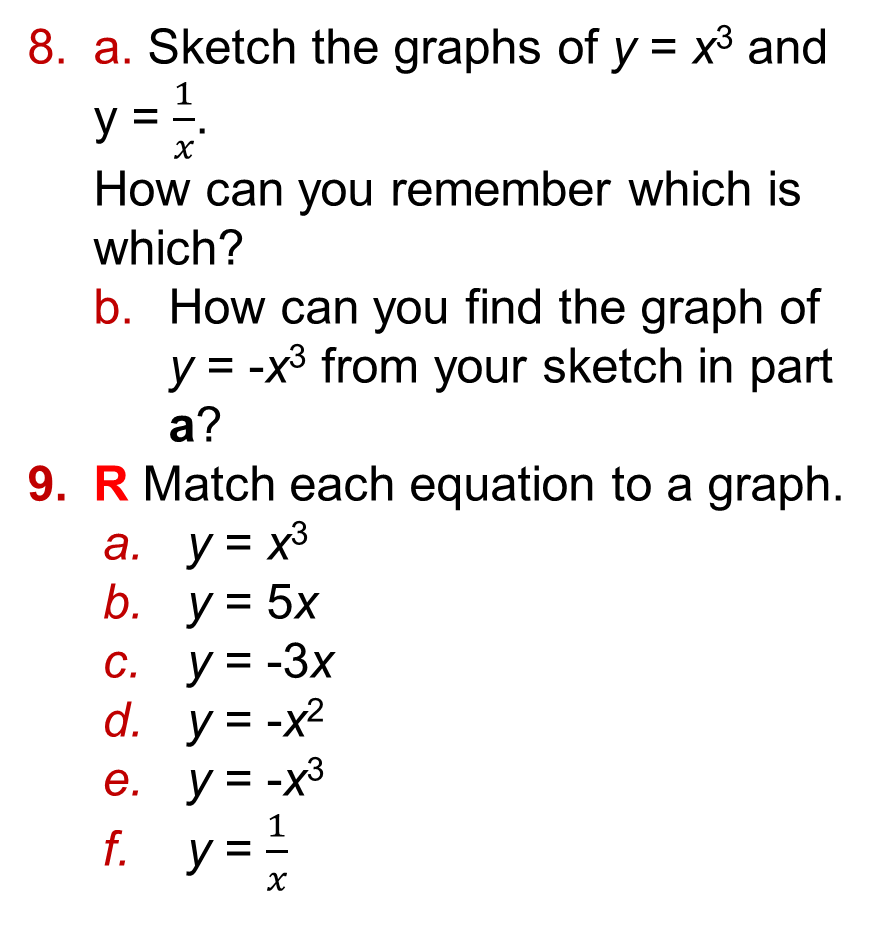 8. a. Sketch the graphs of y = x³ and
y = 1/x.
How can you remember which is
which?
b. How can you find the graph of
y = -x³ from your sketch in part
a?
9. R Match each equation to a graph.
a. y = x³
b. y = 5x
c. y = -3x
d. y = -x²
e. y = -x³
f. y = 1/x